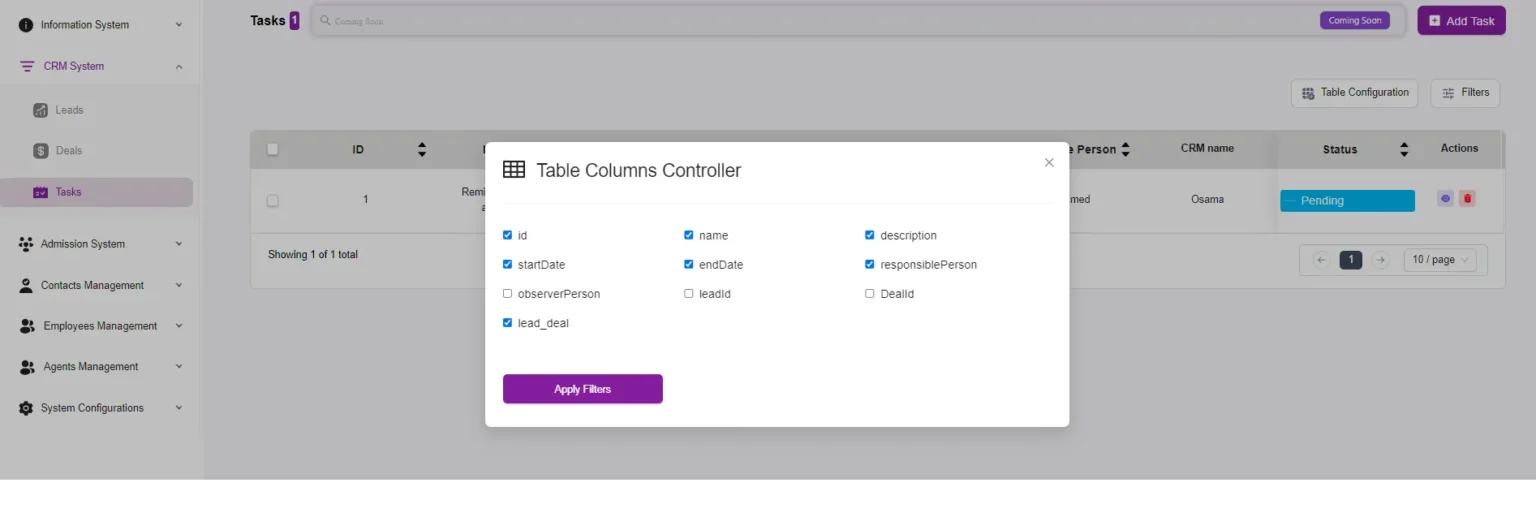 Information System
CRM System
Leads
Deals
Tasks
Admission System
Contacts Management
Employees Management
Agents Management
System Configurations
Tasks 1
Coming Soon
Coming Soon
Add Task
Table Configuration
Filters
ID
Person
CRM name
Status
Actions
1
Osama
Pending
Showing 1 of 1 total
1
10 / page
Table Columns Controller
id name description
startDate endDate responsiblePerson
observerPerson leadId DealId
lead_deal
Apply Filters